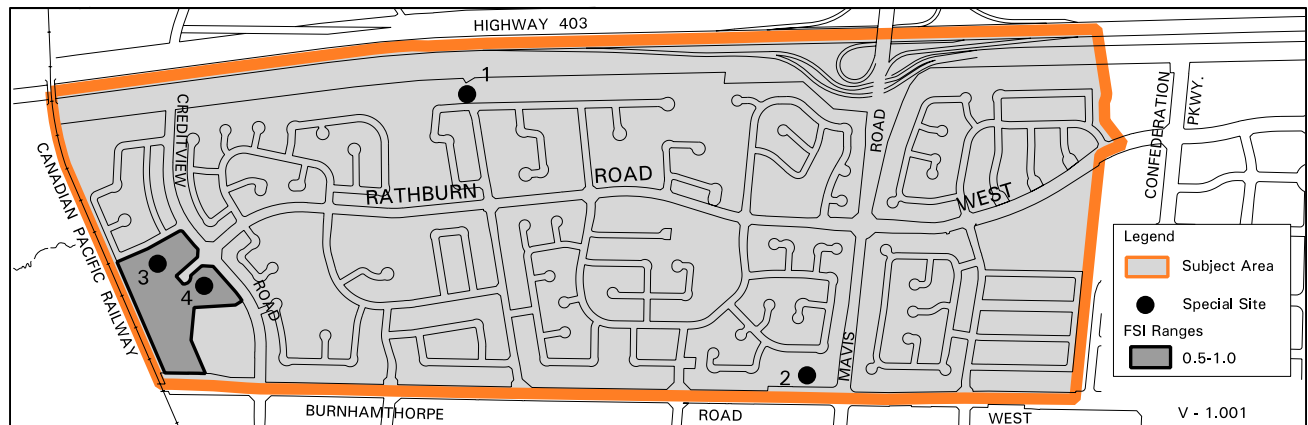 HIGHWAY 403
1
CREDITVIEW
ROAD
CANADIAN PACIFIC RAILWAY
RATHBURN
ROAD
WEST
MAVIS
ROAD
CONFEDERATION
PKWY.
3
4
2
BURNHAMTHORPE
ROAD
WEST
Legend
Subject Area
Special Site
FSI Ranges
0.5-1.0
V - 1.001